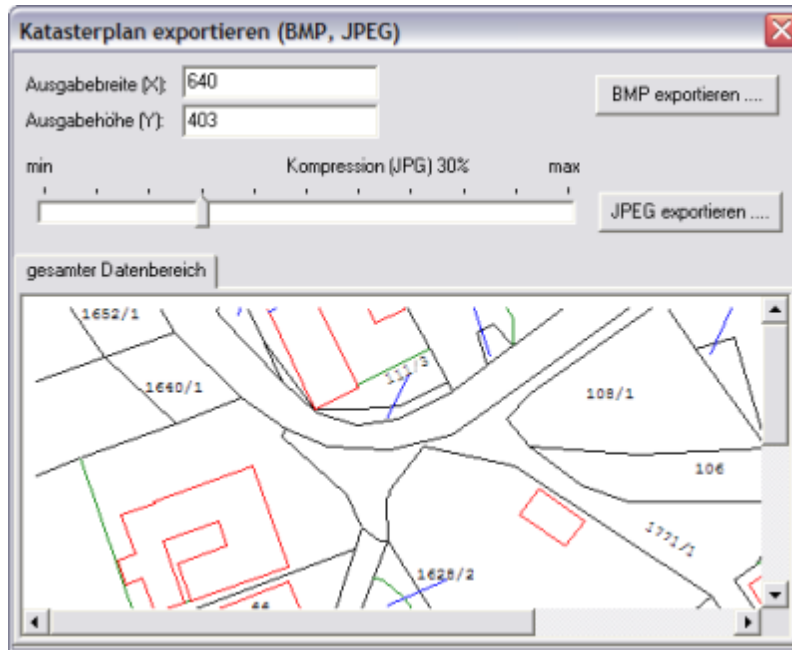 Katasterplan exportieren (BMP, JPEG)
Ausgabebreite (X): 640
BMP exportieren ....
Ausgabehöhe (Y): 403
min Kompression (JPG) 30% max
JPEG exportieren ....
gesamter Datenbereich
1652/1
1640/1
111/3
108/1
106
1771/1
1628/2
66